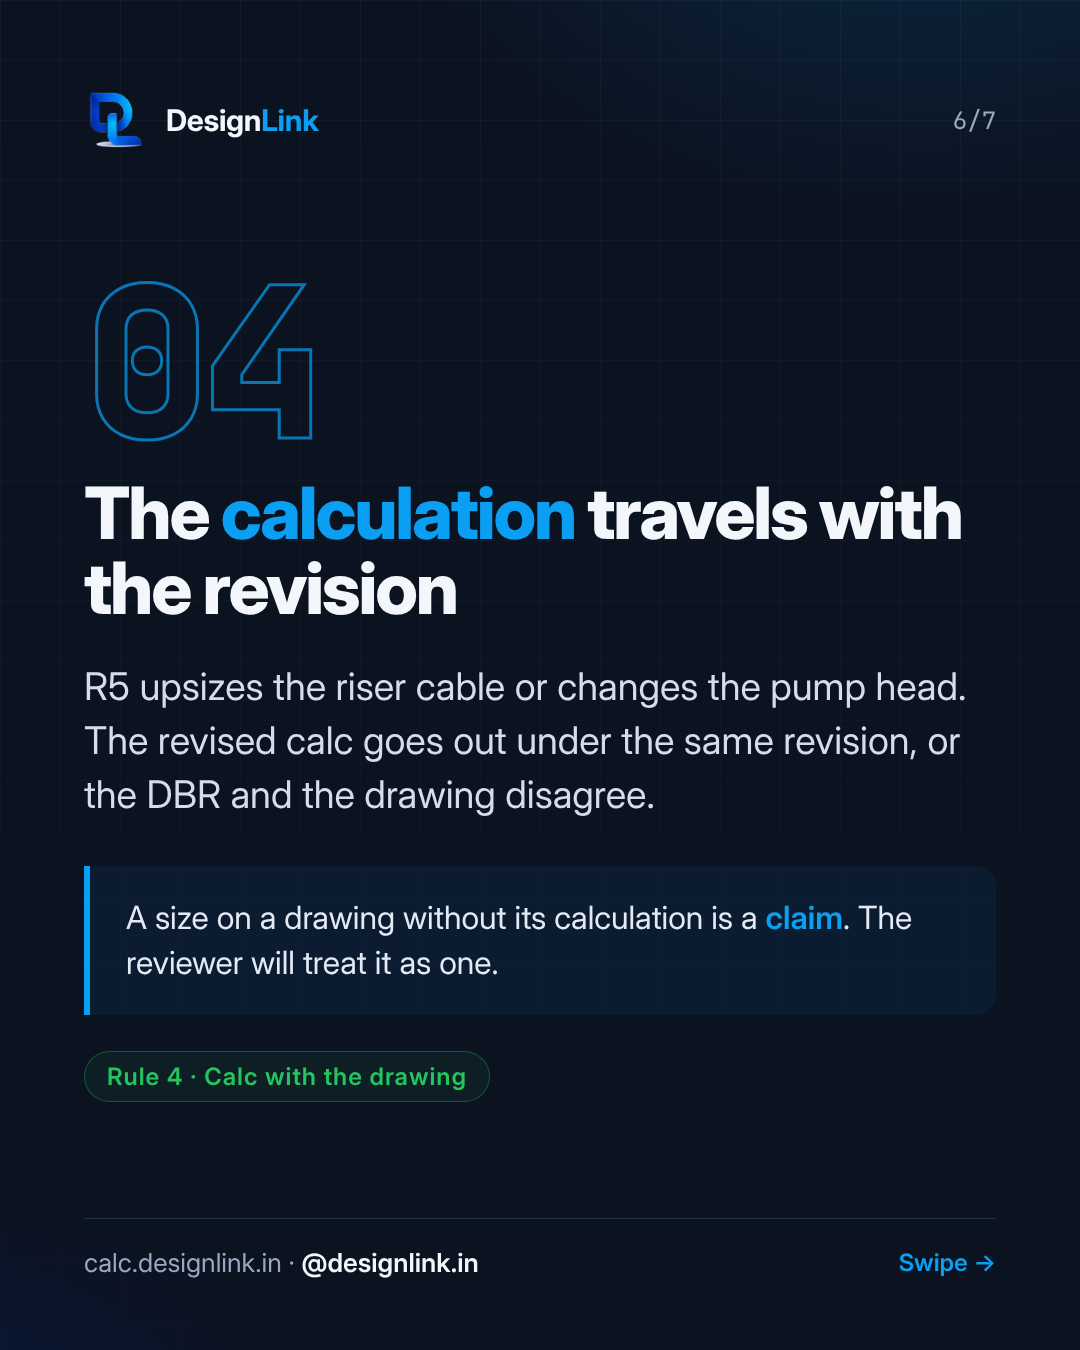 DesignLink
6/7
04
The calculation travels with
the revision
R5 upsizes the riser cable or changes the pump head.
The revised calc goes out under the same revision, or
the DBR and the drawing disagree.
A size on a drawing without its calculation is a claim. The
reviewer will treat it as one.
Rule 4 · Calc with the drawing
calc.designlink.in · @designlink.in
Swipe →